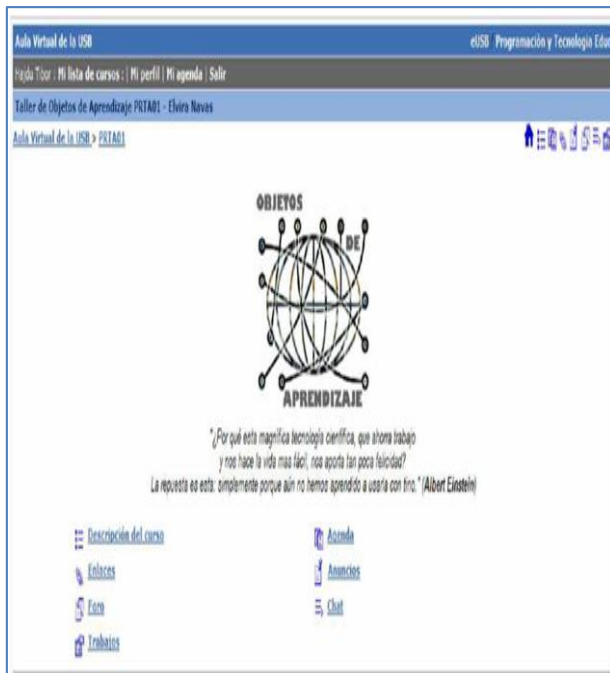 Aula Virtual de la USB
eUSB Programación y Tecnología Educ
Hajdu Tibor : Mi lista de cursos : | Mi perfil | Mi agenda | Salir
Taller de Objetos de Aprendizaje PRTA01 - Elvira Navas
Aula Virtual de la USB > PRTA01
OBJETOS
DE
APRENDIZAJE
"¿Por qué esta magnífica tecnología científica, que ahorra trabajo
y nos hace la vida mas fácil, nos aporta tan poca felicidad?
La repuesta es esta: simplemente porque aún no hemos aprendido a usarla con tino." (Albert Einstein)
Descripción del curso
Agenda
Enlaces
Anuncios
Foro
Chat
Trabajos